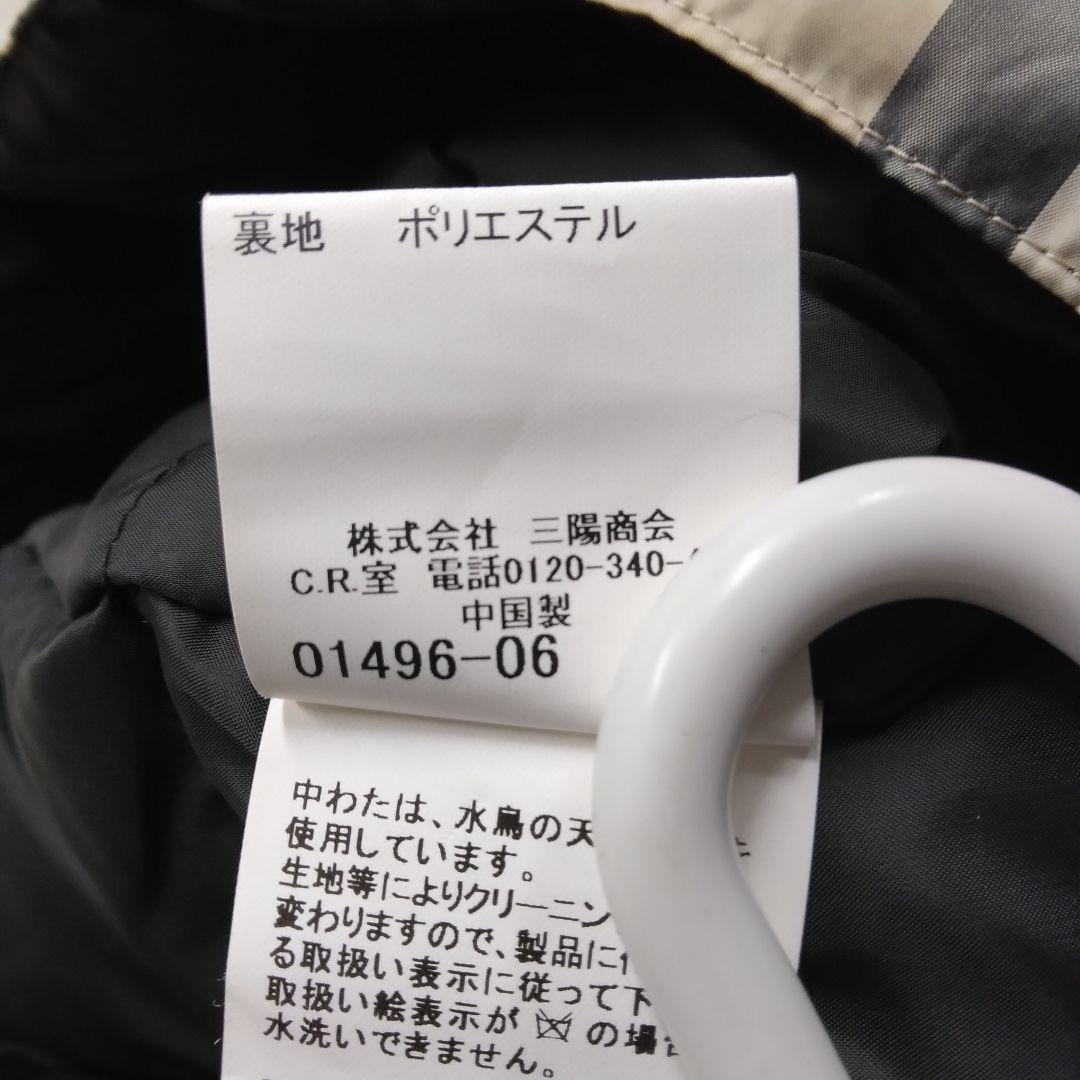 裏地　ポリエステル
株式会社　三陽商会
C.R.室　電話0120-340-
中国製
01496-06
中わたは、水鳥の天
使用しています。
生地等によりクリーニン
変わりますので、製品に
る取扱い表示に従って下
取扱い絵表示が の場
水洗いできません。